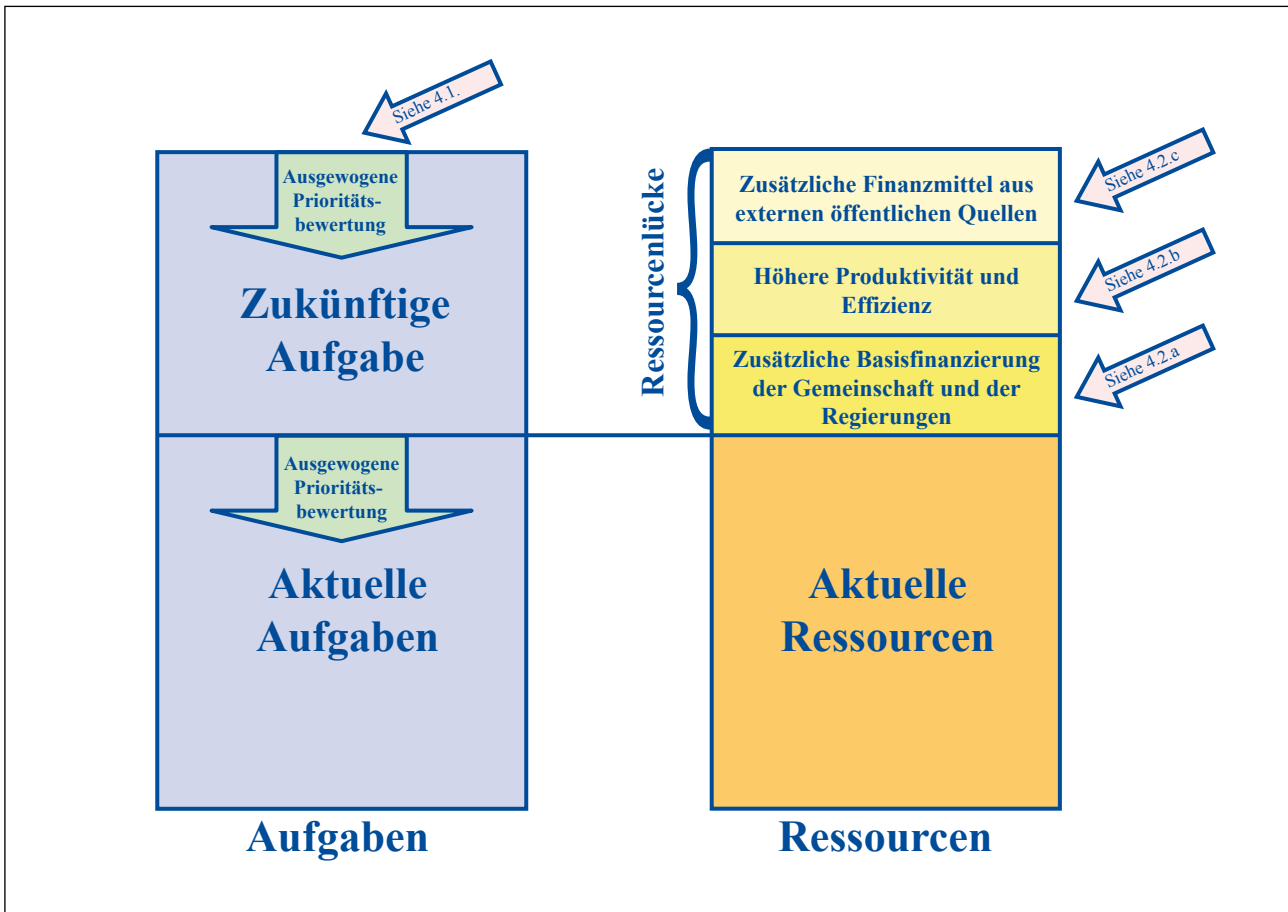 Siehe 4.1.
Ausgewogene
Prioritäts-
bewertung
Zukünftige
Aufgabe
Ausgewogene
Prioritäts-
bewertung
Aktuelle
Aufgaben
Aufgaben
Ressourcenlücke
Zusätzliche Finanzmittel aus
externen öffentlichen Quellen
Siehe 4.2.c
Höhere Produktivität und
Effizienz
Siehe 4.2.b
Zusätzliche Basisfinanzierung
der Gemeinschaft und der
Regierungen
Siehe 4.2.a
Aktuelle
Ressourcen
Ressourcen